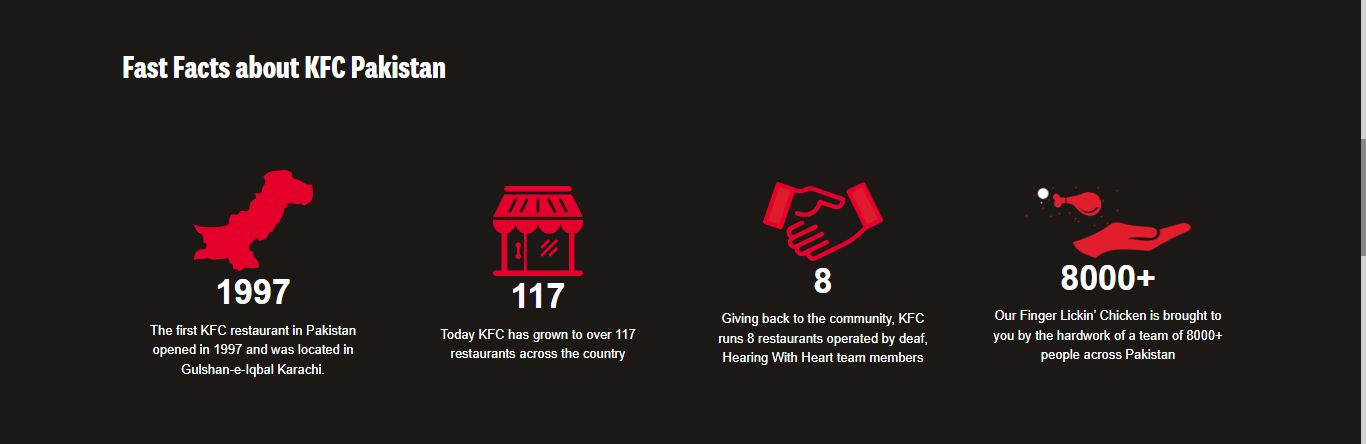 Fast Facts about KFC Pakistan
1997
The first KFC restaurant in Pakistan
opened in 1997 and was located in
Gulshan-e-Iqbal Karachi.
117
Today KFC has grown to over 117
restaurants across the country
8
Giving back to the community, KFC
runs 8 restaurants operated by deaf,
Hearing With Heart team members
8000+
Our Finger Lickin’ Chicken is brought to
you by the hardwork of a team of 8000+
people across Pakistan